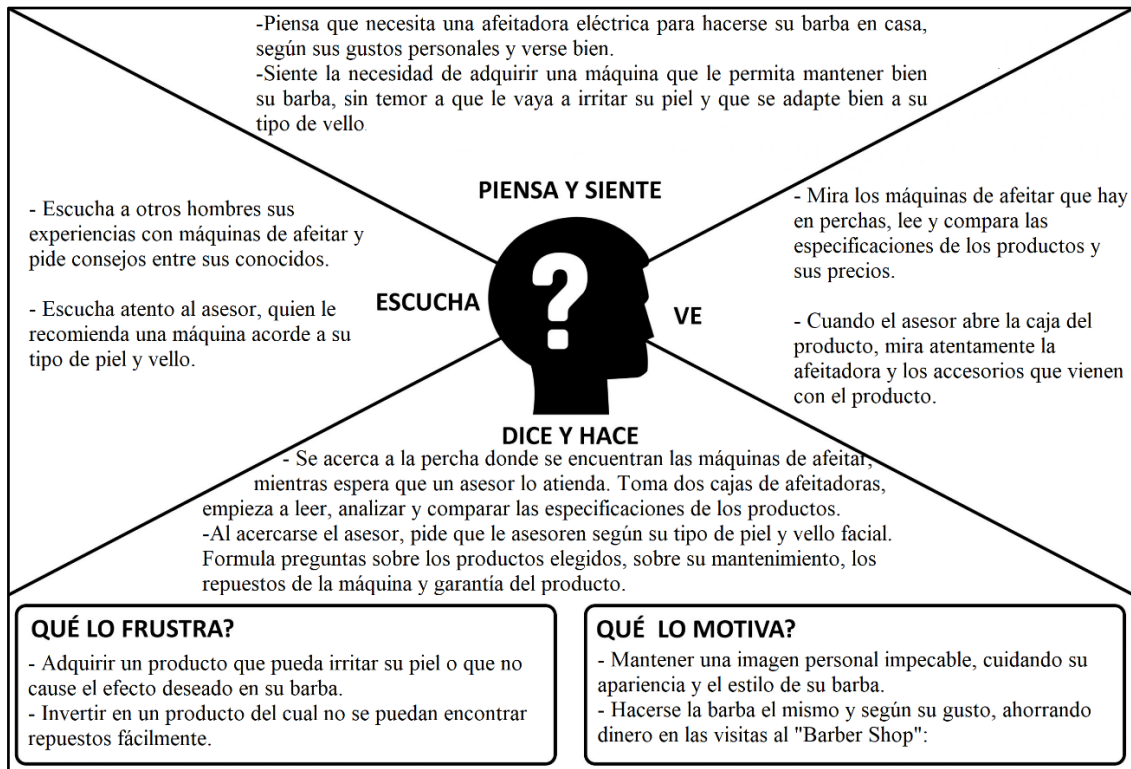 -Piensa que necesita una afeitadora eléctrica para hacerse su barba en casa,
según sus gustos personales y verse bien.
-Siente la necesidad de adquirir una máquina que le permita mantener bien
su barba, sin temor a que le vaya a irritar su piel y que se adapte bien a su
tipo de vello.
PIENSA Y SIENTE
- Escucha a otros hombres sus
experiencias con máquinas de afeitar y
pide consejos entre sus conocidos.
- Escucha atento al asesor, quien le
recomienda una máquina acorde a su
tipo de piel y vello.
ESCUCHA
?
VE
- Mira los máquinas de afeitar que hay
en perchas, lee y compara las
especificaciones de los productos y
sus precios.
- Cuando el asesor abre la caja del
producto, mira atentamente la
afeitadora y los accesorios que vienen
con el producto.
DICE Y HACE
- Se acerca a la percha donde se encuentran las máquinas de afeitar,
mientras espera que un asesor lo atienda. Toma dos cajas de afeitadoras,
empieza a leer, analizar y comparar las especificaciones de los productos.
-Al acercarse el asesor, pide que le asesoren según su tipo de piel y vello facial.
Formula preguntas sobre los productos elegidos, sobre su mantenimiento, los
repuestos de la máquina y garantía del producto.
QUÉ LO FRUSTRA?
- Adquirir un producto que pueda irritar su piel o que no
cause el efecto deseado en su barba.
- Invertir en un producto del cual no se puedan encontrar
repuestos fácilmente.
QUÉ LO MOTIVA?
- Mantener una imagen personal impecable, cuidando su
apariencia y el estilo de su barba.
- Hacerse la barba el mismo y según su gusto, ahorrando
dinero en las visitas al "Barber Shop":